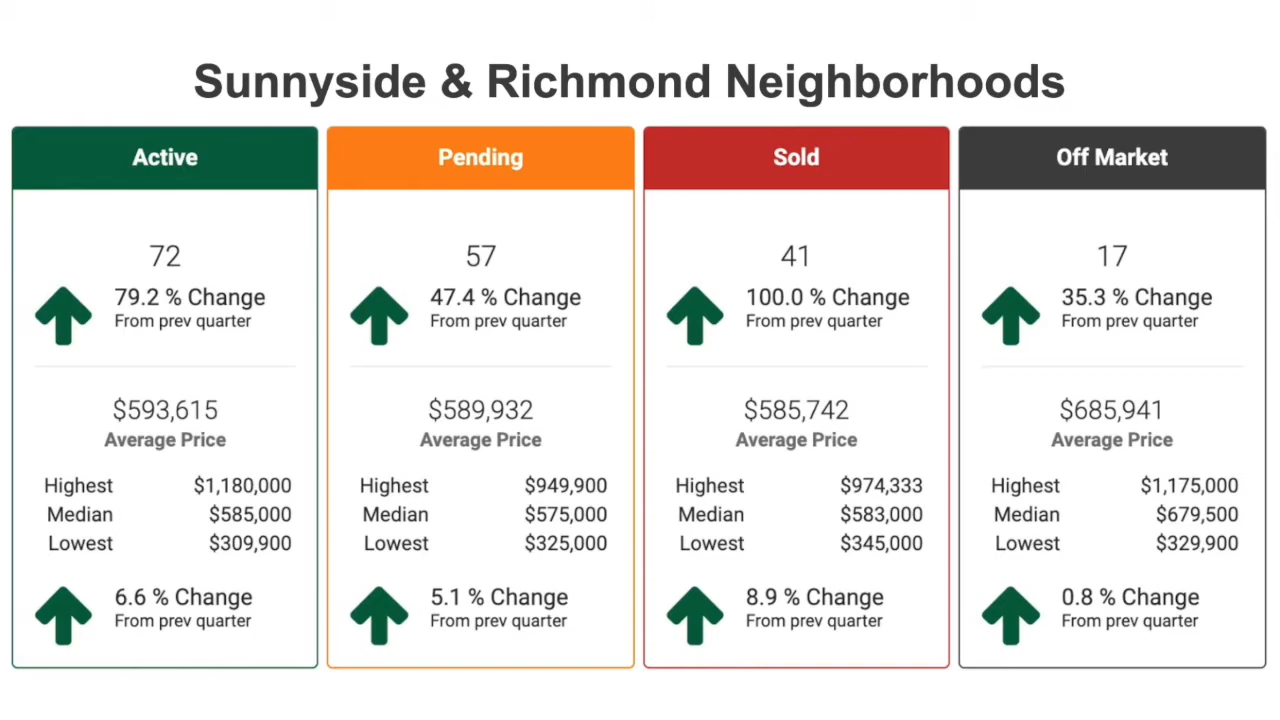 Sunnyside & Richmond Neighborhoods
Active
72
79.2 % Change
From prev quarter
$593,615
Average Price
Highest $1,180,000
Median $585,000
Lowest $309,900
6.6 % Change
From prev quarter
Pending
57
47.4 % Change
From prev quarter
$589,932
Average Price
Highest $949,900
Median $575,000
Lowest $325,000
5.1 % Change
From prev quarter
Sold
41
100.0 % Change
From prev quarter
$585,742
Average Price
Highest $974,333
Median $583,000
Lowest $345,000
8.9 % Change
From prev quarter
Off Market
17
35.3 % Change
From prev quarter
$685,941
Average Price
Highest $1,175,000
Median $679,500
Lowest $329,900
0.8 % Change
From prev quarter